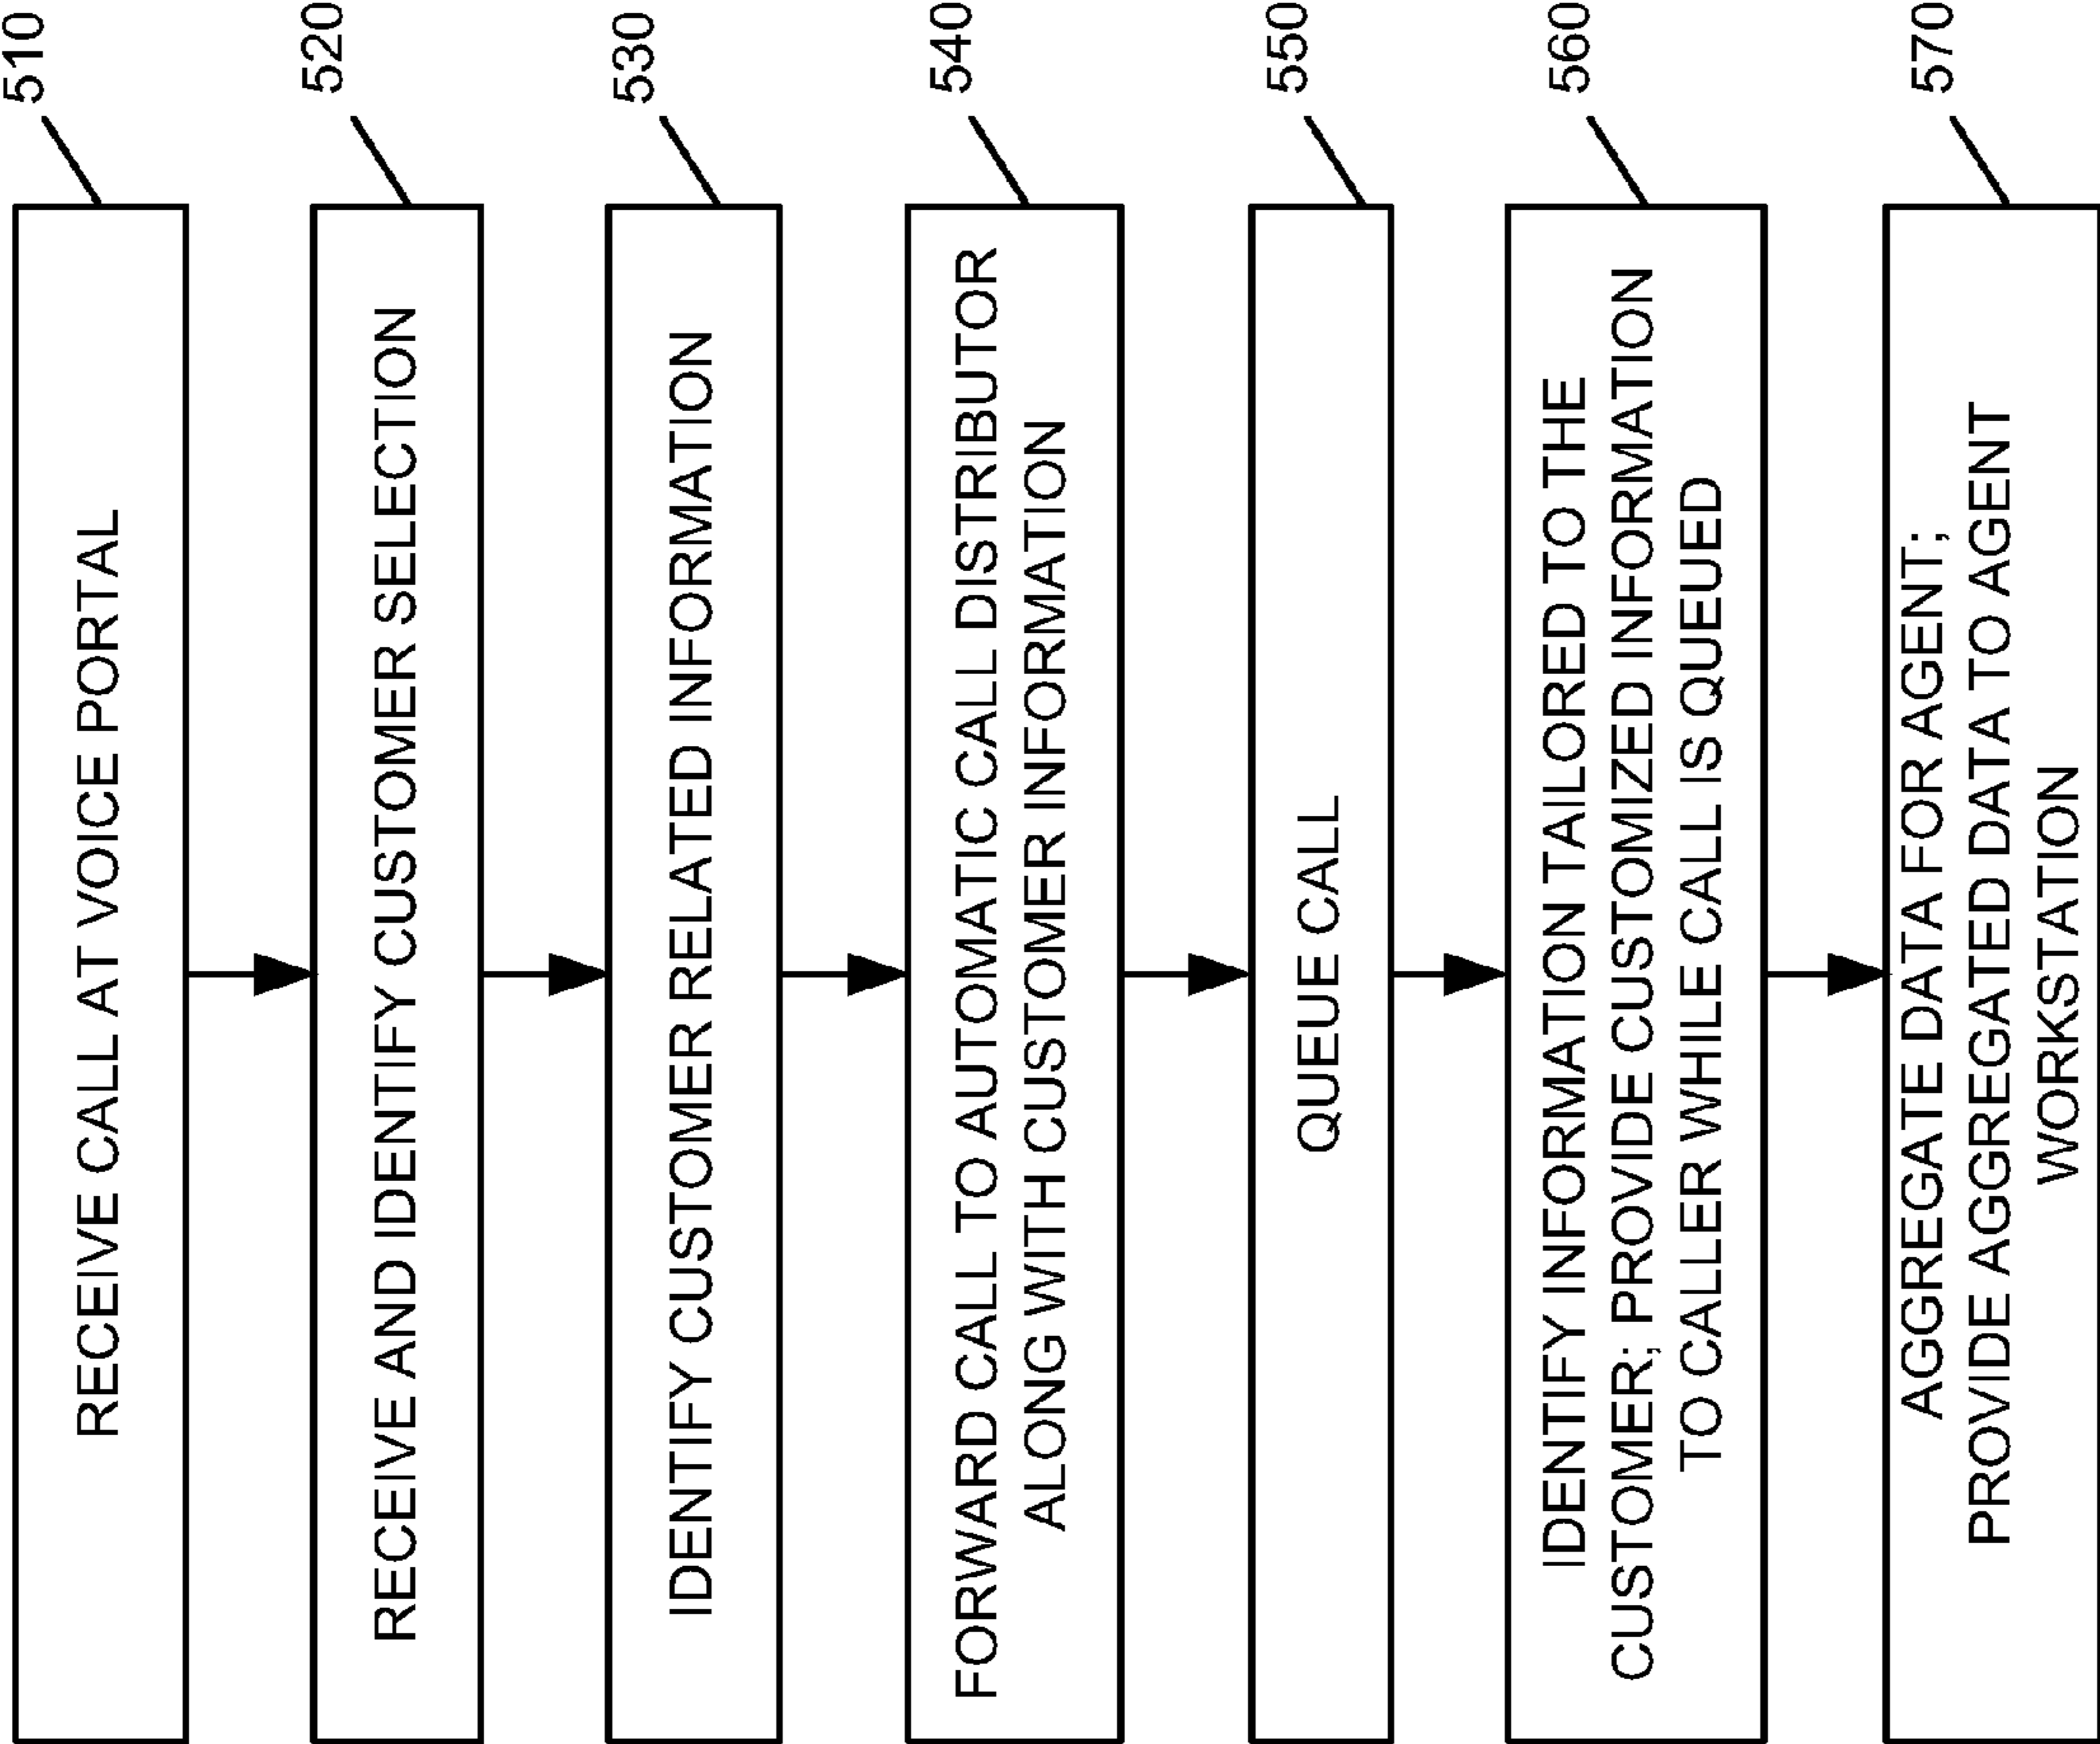 510
RECEIVE CALL AT VOICE PORTAL
520
RECEIVE AND IDENTIFY CUSTOMER SELECTION
530
IDENTIFY CUSTOMER RELATED INFORMATION
540
FORWARD CALL TO AUTOMATIC CALL DISTRIBUTOR
ALONG WITH CUSTOMER INFORMATION
550
QUEUE CALL
560
IDENTIFY INFORMATION TAILORED TO THE
CUSTOMER; PROVIDE CUSTOMIZED INFORMATION
TO CALLER WHILE CALL IS QUEUED
570
AGGREGATE DATA FOR AGENT;
PROVIDE AGGREGATED DATA TO AGENT
WORKSTATION